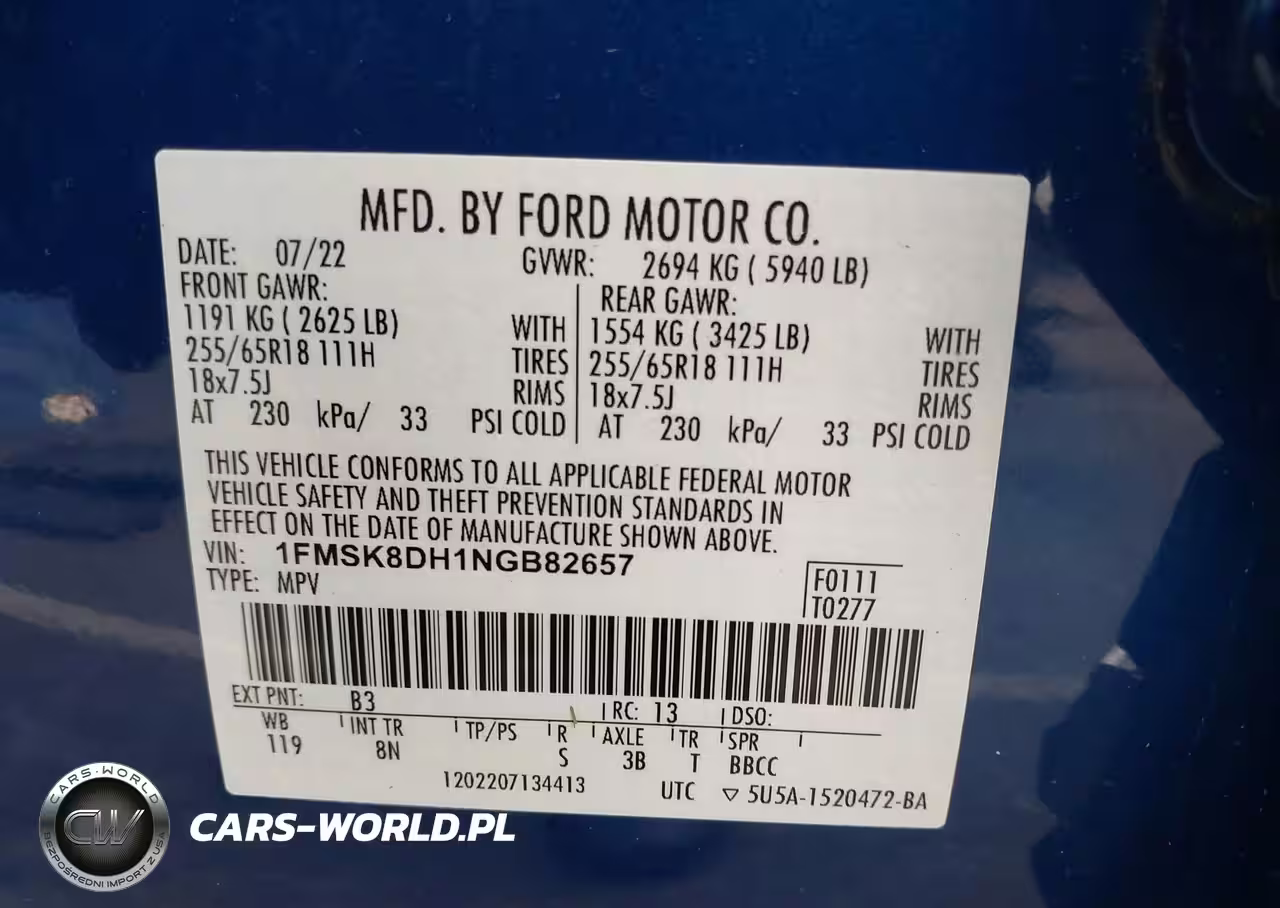 MFD. BY FORD MOTOR CO.
DATE: 07/22 GVWR: 2694 KG ( 5940 LB)
FRONT GAWR: REAR GAWR:
1191 KG ( 2625 LB) WITH 1554 KG ( 3425 LB) WITH
255/65R18 111H TIRES 255/65R18 111H TIRES
18x7.5J RIMS 18x7.5J RIMS
AT 230 kPa/ 33 PSI COLD AT 230 kPa/ 33 PSI COLD
THIS VEHICLE CONFORMS TO ALL APPLICABLE FEDERAL MOTOR
VEHICLE SAFETY AND THEFT PREVENTION STANDARDS IN
EFFECT ON THE DATE OF MANUFACTURE SHOWN ABOVE.
VIN: 1FMSK8DH1NGB82657
TYPE: MPV
F0111
T0277
EXT PNT: B3 RC: 13 DSO:
WB INT TR TP/PS R AXLE TR SPR
119 8N S 3B T BBCC
1202207134413 UTC ▽ 5U5A-1520472-BA
CARS-WORLD
CW
BEZPOŚREDNI IMPORT Z USA
CARS-WORLD.PL